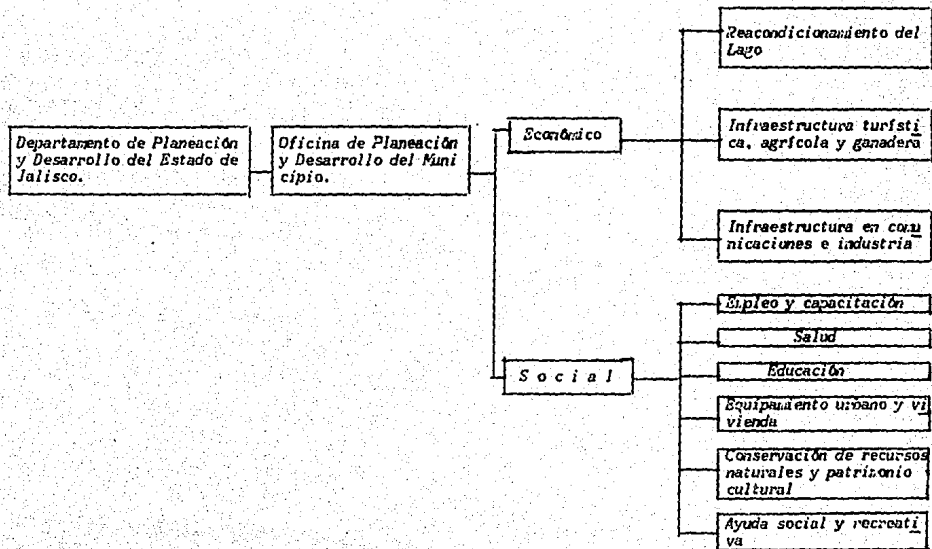 Departamento de Planeación
y Desarrollo del Estado de
Jalisco.
Oficina de Planeación
y Desarrollo del Muni
cipio.
Económico
Reacondicionamiento del
Lago
Infraestructura turísti
ca, agrícola y ganadera
Infraestructura en comu
nicaciones e industria
Social
Empleo y capacitación
Salud
Educación
Equipamiento urbano y vi
vienda
Conservación de recursos
naturales y patrimonio
cultural
Ayuda social y recreati
va